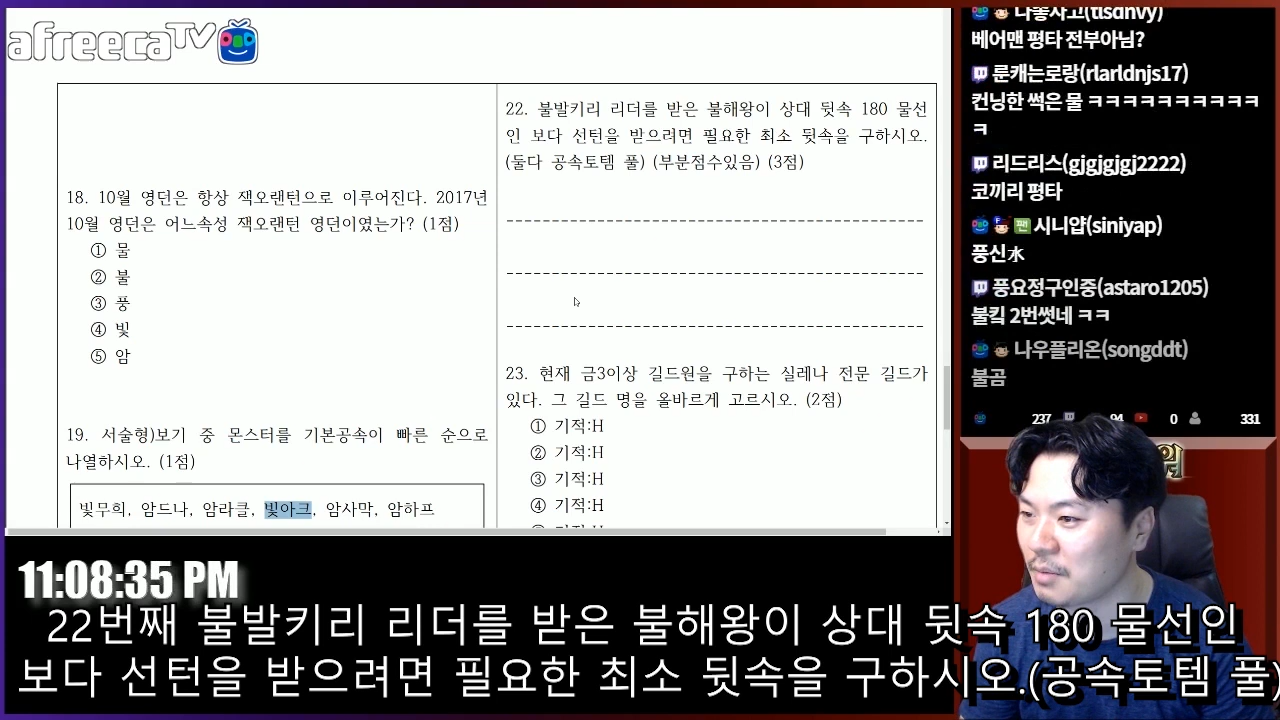 afreecaTV
18. 10월 영던은 항상 잭오랜턴으로 이루어진다. 2017년
10월 영던은 어느속성 잭오랜턴 영던이였는가? (1점)
① 물
② 불
③ 풍
④ 빛
⑤ 암
19. 서술형)보기 중 몬스터를 기본공속이 빠른 순으로
나열하시오. (1점)
빛무희, 암드나, 암라클, 빛아크, 암사막, 암하프
22. 불발키리 리더를 받은 불해왕이 상대 뒷속 180 물선
인 보다 선턴을 받으려면 필요한 최소 뒷속을 구하시오.
(둘다 공속토템 풀) (부분점수있음) (3점)
23. 현재 금3이상 길드원을 구하는 실레나 전문 길드가
있다. 그 길드 명을 올바르게 고르시오. (2점)
① 기적:H
② 기적:H
③ 기적:H
④ 기적:H
기적:H
(tlsdhvy)
베어맨 평타 전부아님?
룬캐는로랑(rlarldnjs17)
컨닝한 썩은 물 ㅋㅋㅋㅋㅋㅋㅋㅋㅋㅋ
ㅋ
리드리스(gjgjgjgj2222)
코끼리 평타
팬 시니얍(siniyap)
풍신水
풍요정구인중(astaro1205)
불킼 2번썻네 ㅋㅋ
나우플리온(songddt)
불곰
237 94 0 331
11:08:35 PM
22번째 불발키리 리더를 받은 불해왕이 상대 뒷속 180 물선인
보다 선턴을 받으려면 필요한 최소 뒷속을 구하시오.(공속토템 풀)